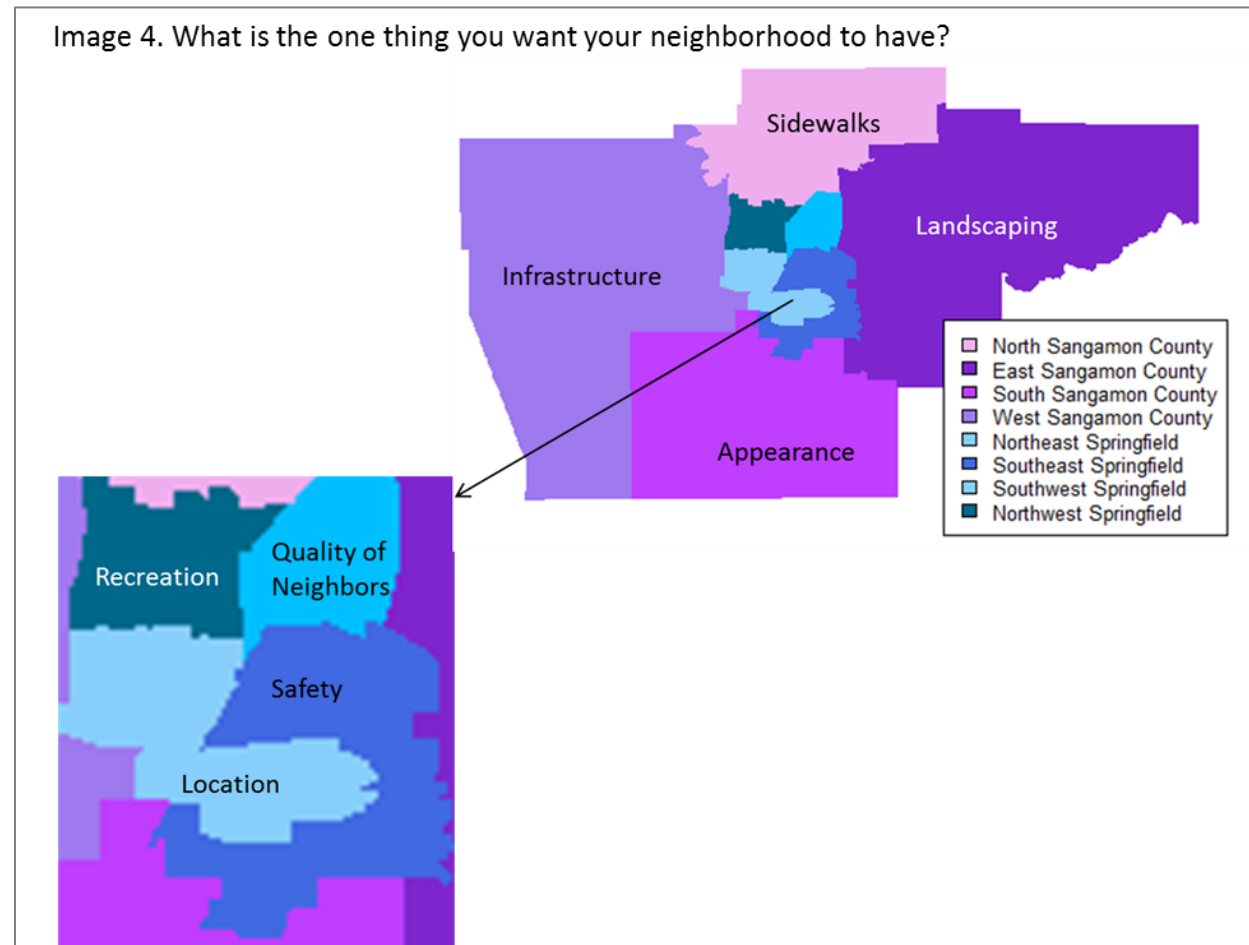 Image 4. What is the one thing you want your neighborhood to have?
Sidewalks
Landscaping
Infrastructure
Appearance
North Sangamon County
East Sangamon County
South Sangamon County
West Sangamon County
Northeast Springfield
Southeast Springfield
Southwest Springfield
Northwest Springfield
Quality of
Neighbors
Recreation
Safety
Location